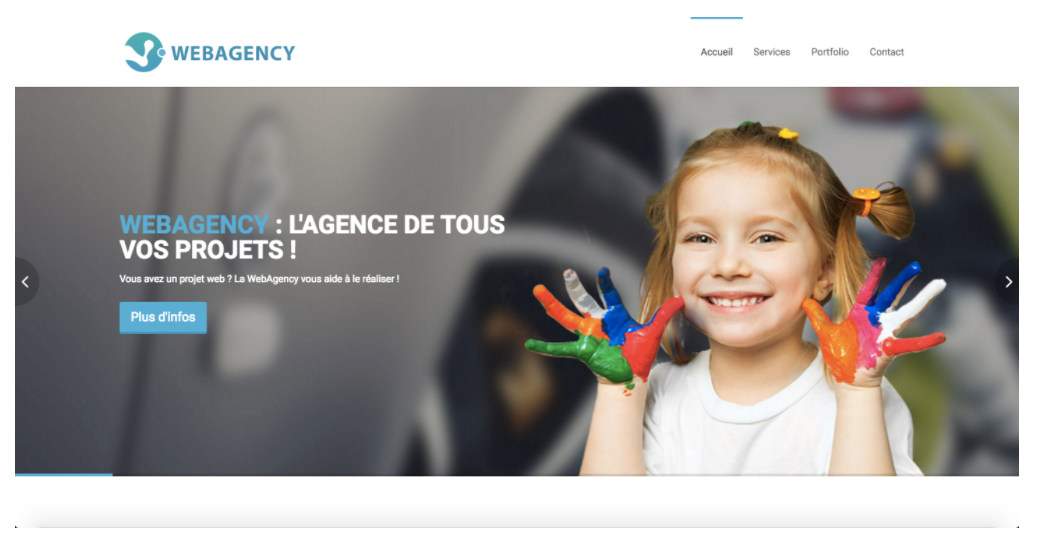 WEBAGENCY
Accueil
Services
Portfolio
Contact
WEBAGENCY : L'AGENCE DE TOUS
VOS PROJETS !
Vous avez un projet web ? La WebAgency vous aide à le réaliser !
Plus d'infos